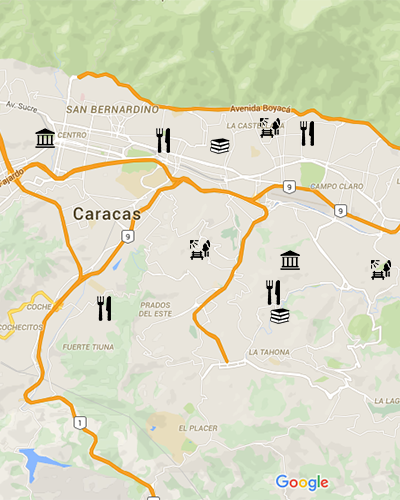 SAN BERNARDINO
Av. Sucre
Avenida Boyacá
LA CASTELLANA
CENTRO
Fajardo
9
CAMPO CLARO
9
Caracas
9
COCHE
COCHECITOS
PRADOS
DEL ESTE
FUERTE TIUNA
LA TAHONA
LA LAG
1
EL PLACER
Google